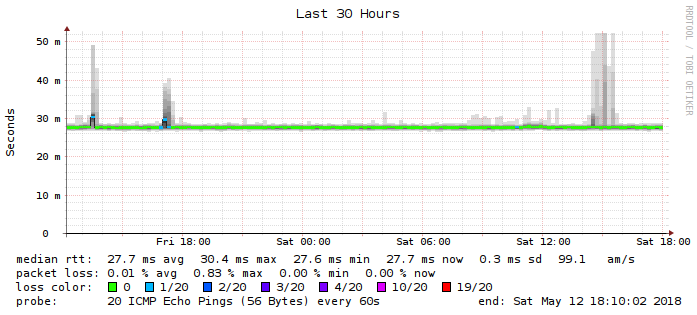 Last 30 Hours
RRDTOOL / TOBI OETIKER
Seconds
50 m
40 m
30 m
20 m
10 m
0
Fri 18:00 Sat 00:00 Sat 06:00 Sat 12:00 Sat 18:00
median rtt: 27.7 ms avg 30.4 ms max 27.6 ms min 27.7 ms now 0.3 ms sd 99.1 am/s
packet loss: 0.01 % avg 0.83 % max 0.00 % min 0.00 % now
loss color: 0 1/20 2/20 3/20 4/20 10/20 19/20
probe: 20 ICMP Echo Pings (56 Bytes) every 60s end: Sat May 12 18:10:02 2018